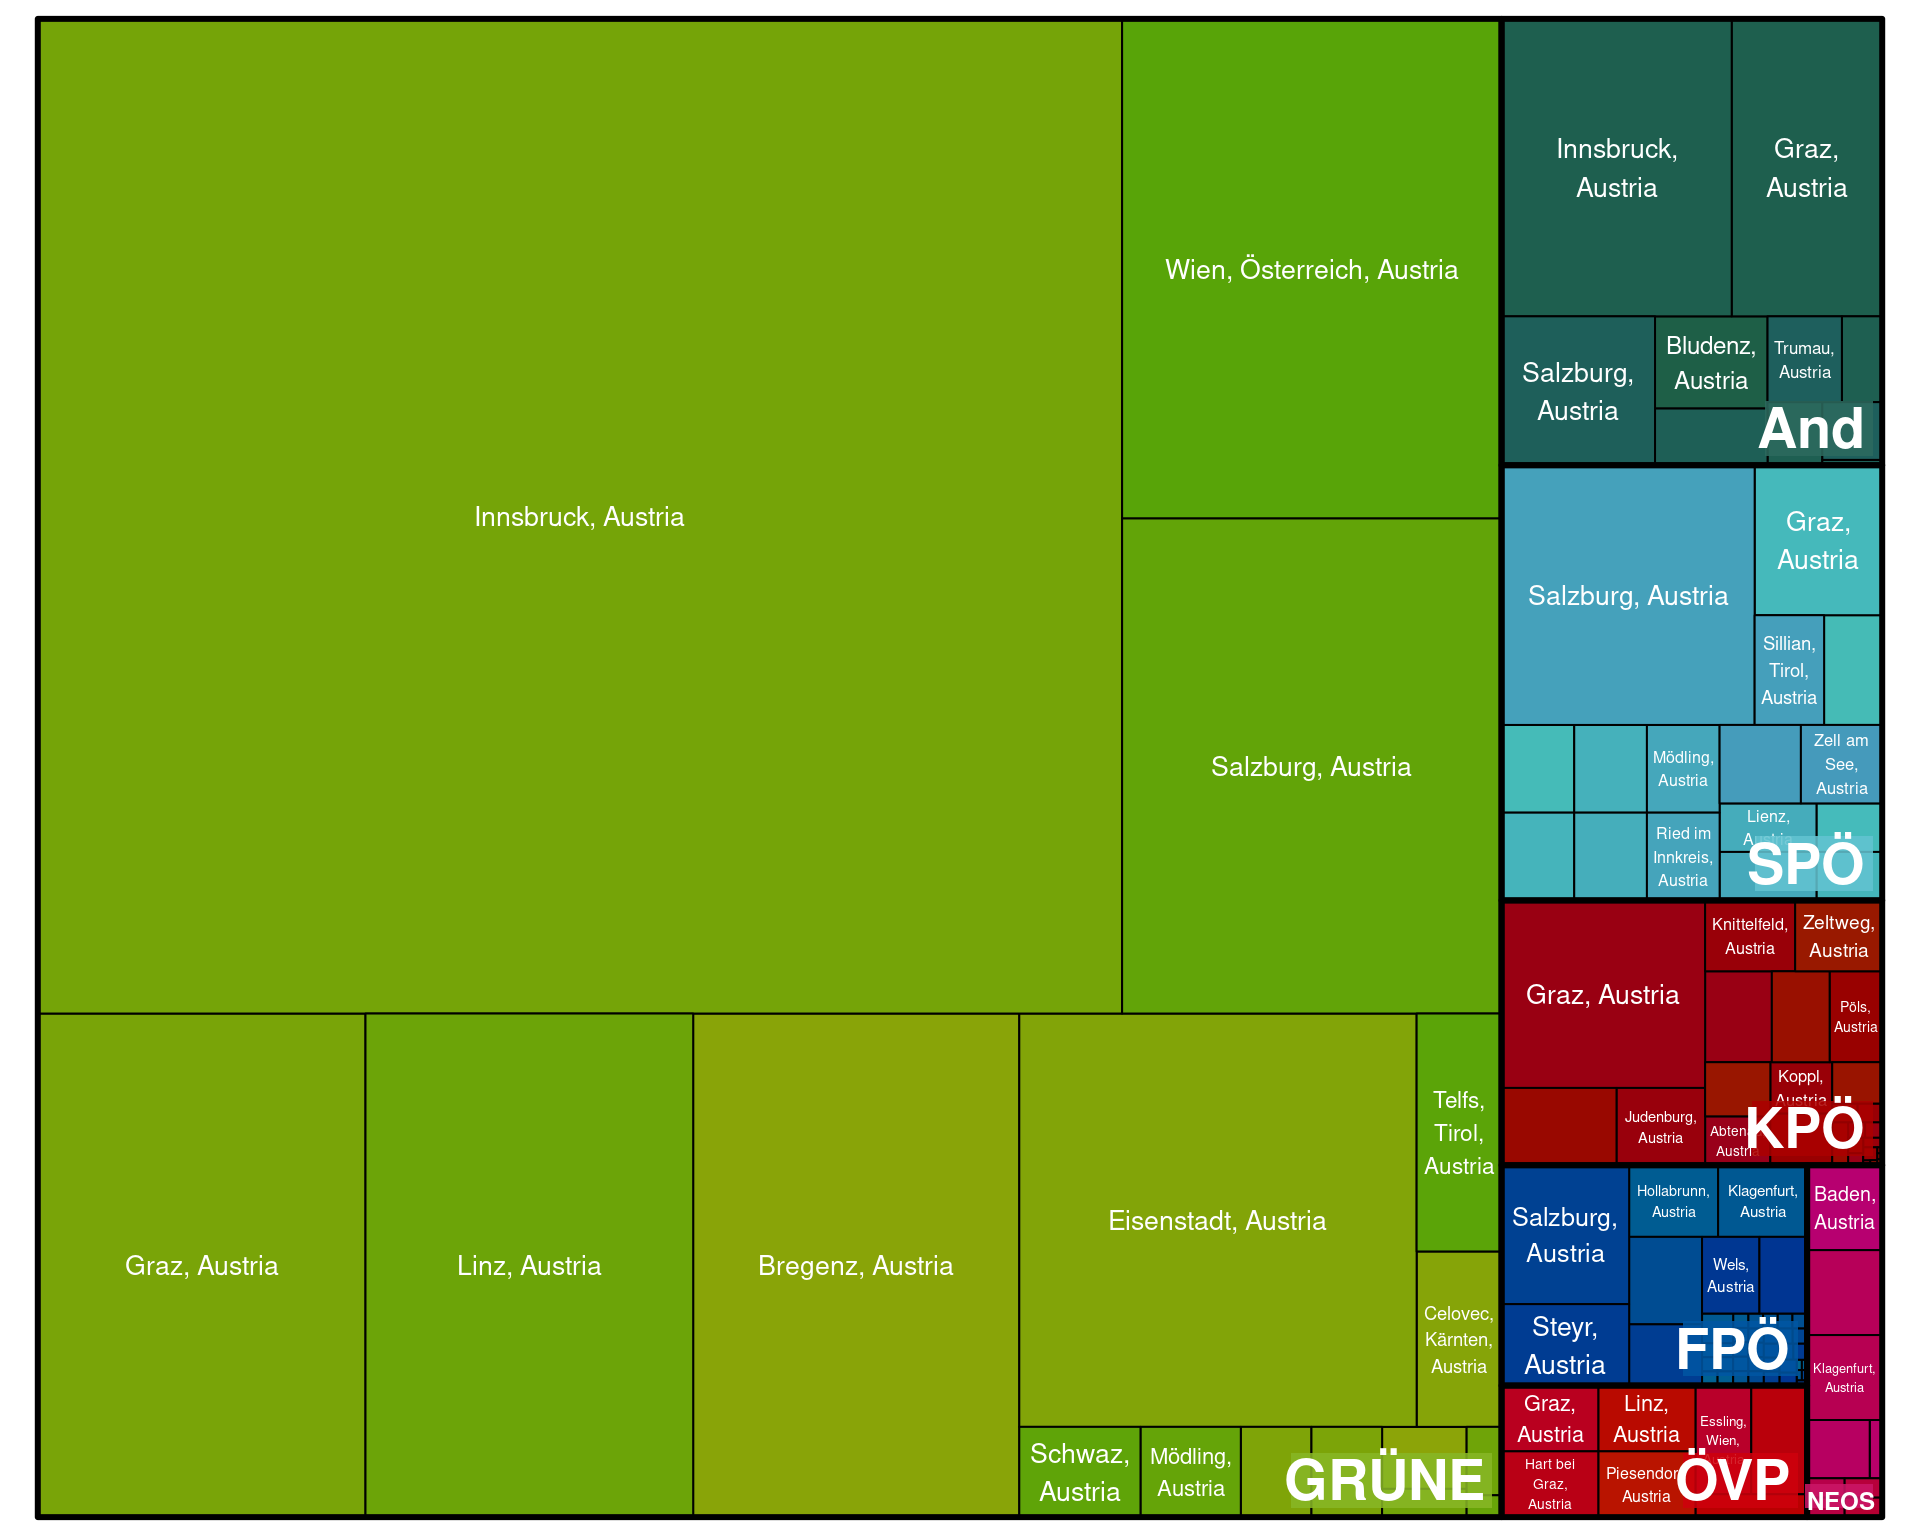 Innsbruck, Austria
Wien, Österreich, Austria
Salzburg, Austria
Graz, Austria
Linz, Austria
Bregenz, Austria
Eisenstadt, Austria
Telfs,
Tirol,
Austria
Celovec,
Kärnten,
Austria
Schwaz,
Austria
Mödling,
Austria
GRÜNE
Innsbruck,
Austria
Graz,
Austria
Salzburg,
Austria
Bludenz,
Austria
Trumau,
Austria
And
Salzburg, Austria
Graz,
Austria
Sillian,
Tirol,
Austria
Mödling,
Austria
Zell am
See,
Austria
Ried im
Innkreis,
Austria
Lienz,
Austria
SPÖ
Graz, Austria
Knittelfeld,
Austria
Zeltweg,
Austria
Pöls,
Austria
Koppl,
Austria
Judenburg,
Austria
Austria
KPÖ
Salzburg,
Austria
Hollabrunn,
Austria
Klagenfurt,
Austria
Wels,
Austria
Steyr,
Austria
FPÖ
Baden,
Austria
Klagenfurt,
Austria
NEOS
Graz,
Austria
Linz,
Austria
Essling,
Wien,
Hart bei
Graz,
Austria
Austria
ÖVP